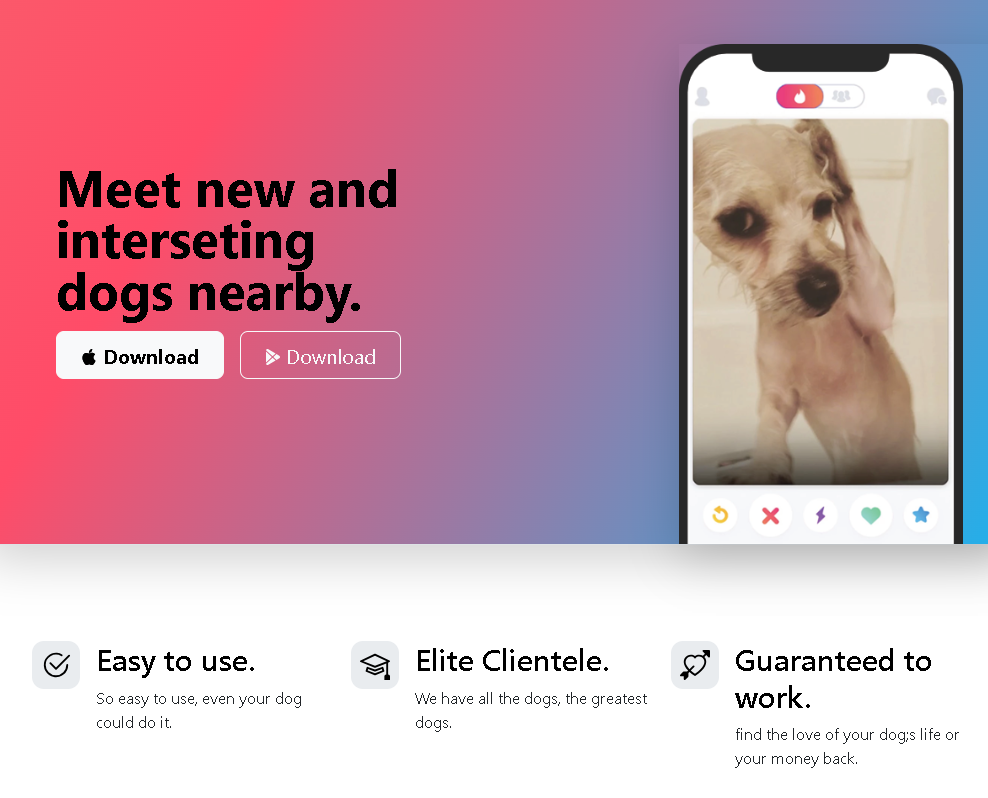 Meet new and
interseting
dogs nearby.
Download
Download
Easy to use.
So easy to use, even your dog
could do it.
Elite Clientele.
We have all the dogs, the greatest
dogs.
Guaranteed to
work.
find the love of your dog;s life or
your money back.